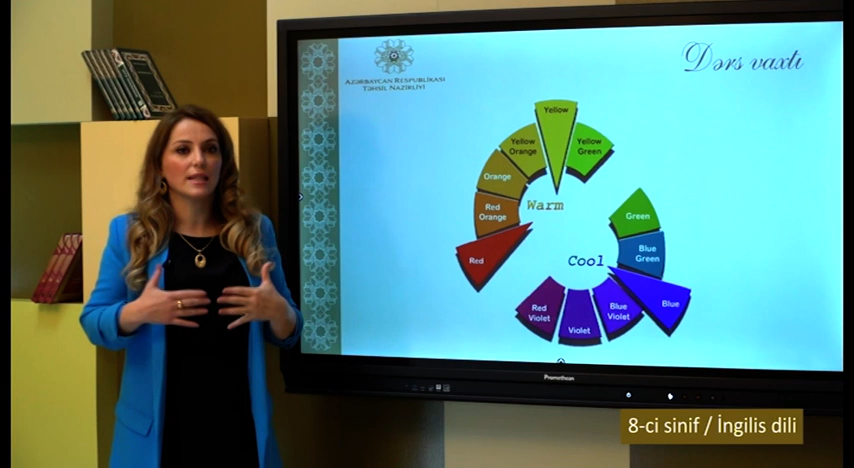 Dərs vaxtı
AZƏRBAYCAN RESPUBLİKASI
TƏHSİL NAZİRLİYİ
Yellow
Yellow
Orange
Yellow
Green
Orange
Red
Orange
Warm
Red
Green
Blue
Green
Cool
Blue
Blue
Violet
Violet
Red
Violet
Promethean
8-ci sinif / İngilis dili